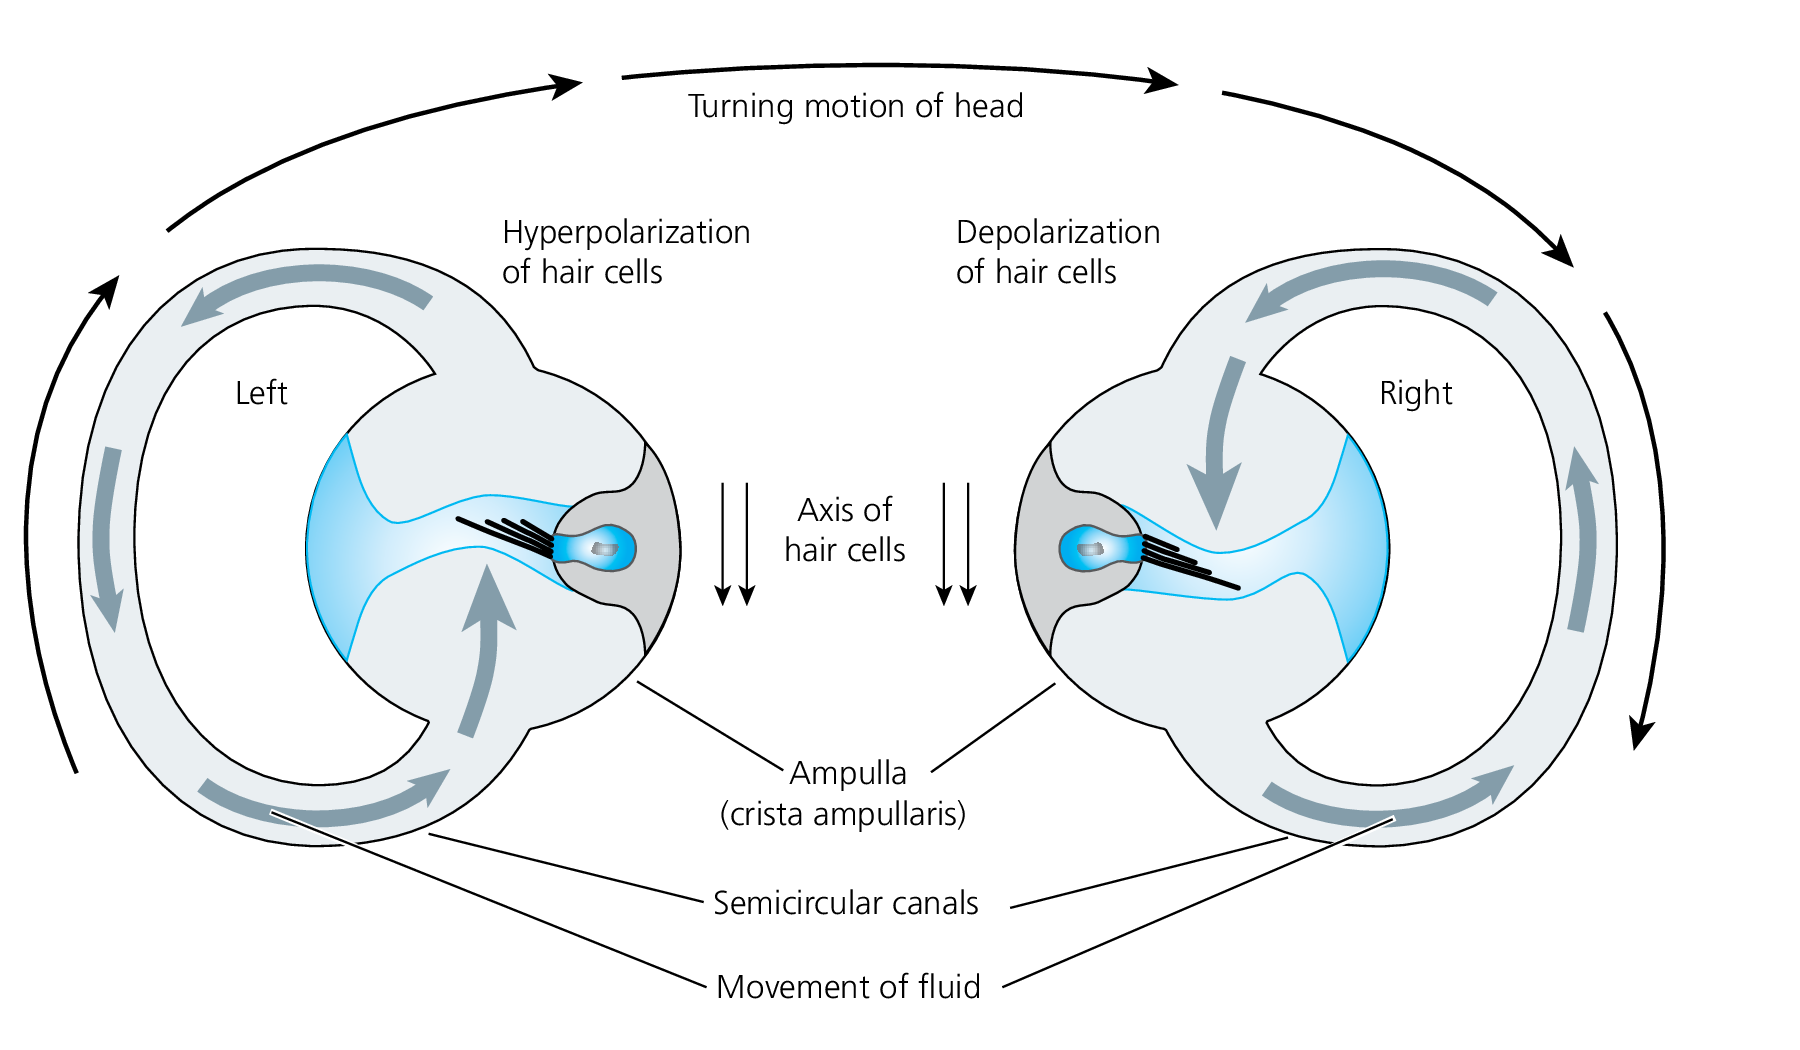 Turning motion of head
Hyperpolarization
of hair cells
Depolarization
of hair cells
Left
Right
Axis of
hair cells
Ampulla
(crista ampullaris)
Semicircular canals
Movement of fluid